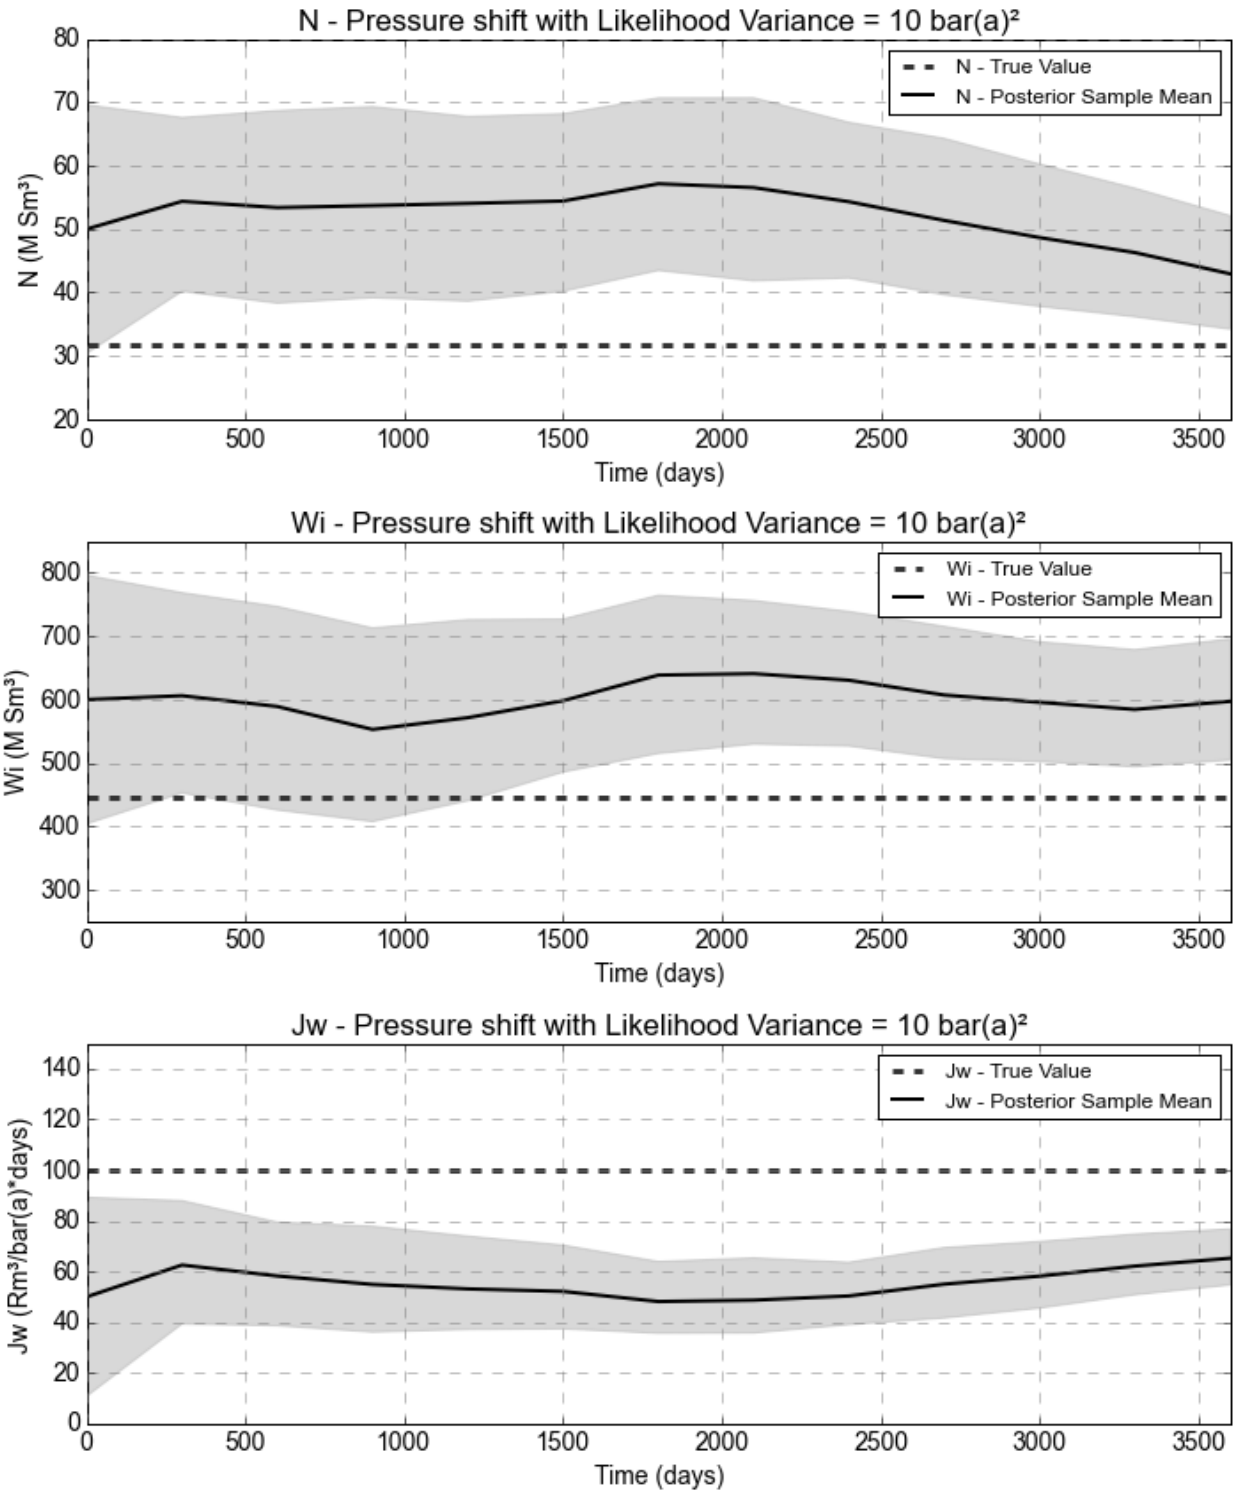 N - Pressure shift with Likelihood Variance = 10 bar(a)²
N - True Value
N - Posterior Sample Mean
N (M Sm³)
80
70
60
50
40
30
20
0 500 1000 1500 2000 2500 3000 3500
Time (days)
Wi - Pressure shift with Likelihood Variance = 10 bar(a)²
Wi - True Value
Wi - Posterior Sample Mean
Wi (M Sm³)
800
700
600
500
400
300
0 500 1000 1500 2000 2500 3000 3500
Time (days)
Jw - Pressure shift with Likelihood Variance = 10 bar(a)²
Jw - True Value
Jw - Posterior Sample Mean
Jw (Rm³/bar(a)*days)
140
120
100
80
60
40
20
0
0 500 1000 1500 2000 2500 3000 3500
Time (days)